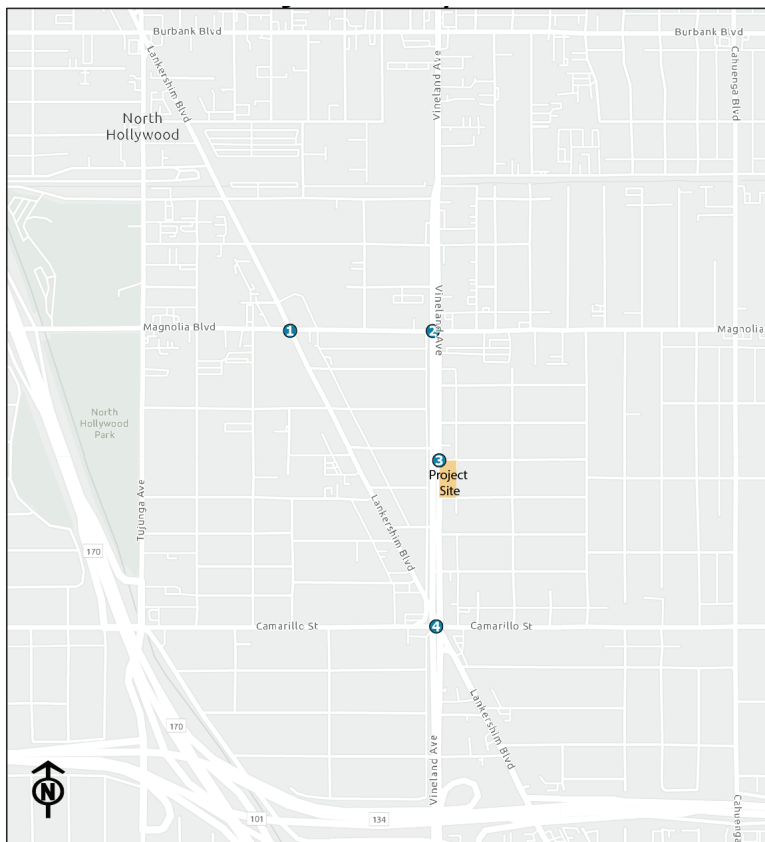 Burbank Blvd
Burbank Blvd
Lankershim Blvd
Vineland Ave
Cahuenga Blvd
North
Hollywood
Vineland Ave
Magnolia Blvd
1
2
Magnolia
North
Hollywood
Park
3
Project
Site
Tujunga Ave
Lankershim Blvd
170
Camarillo St
4
Camarillo St
Lankershim Blvd
170
Vineland Ave
N
101
134
Cahuenga